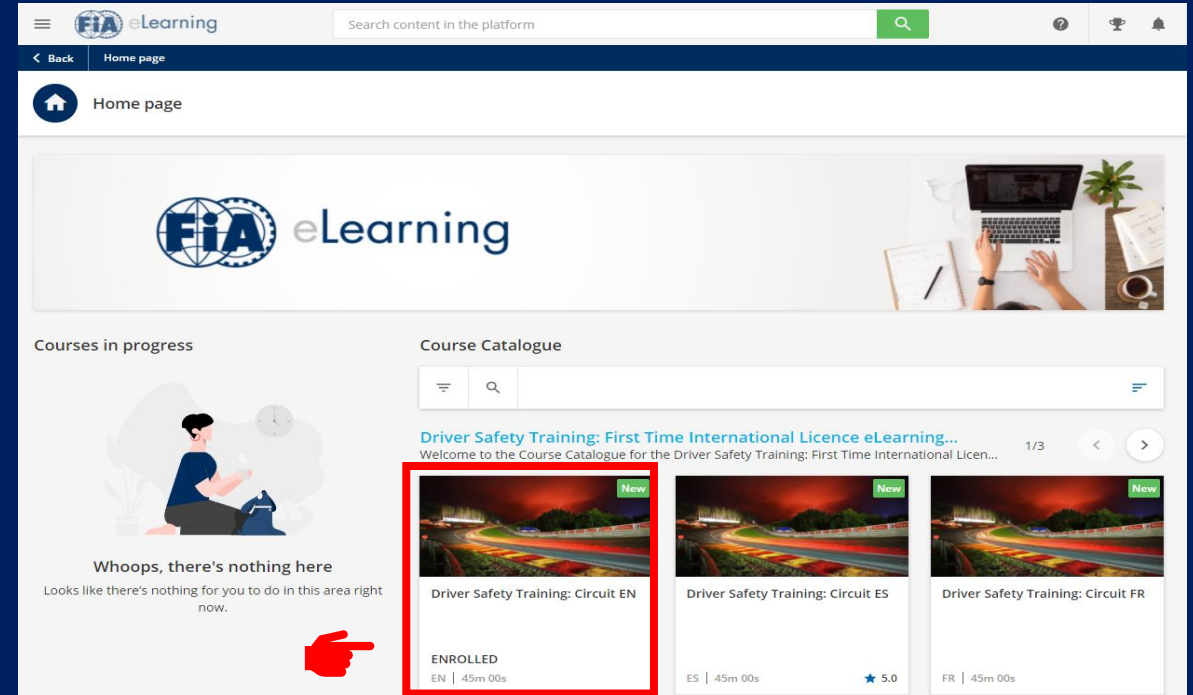 FiA eLearning
Search content in the platform
Back Home page
Home page
FiA eLearning
Courses in progress
Whoops, there's nothing here
Looks like there's nothing for you to do in this area right
now.
Course Catalogue
Driver Safety Training: First Time International Licence eLearning...
Welcome to the Course Catalogue for the Driver Safety Training: First Time International Licen...
1/3
New
Driver Safety Training: Circuit EN
ENROLLED
EN | 45m 00s
New
Driver Safety Training: Circuit ES
ES | 45m 00s
5.0
New
Driver Safety Training: Circuit FR
FR | 45m 00s